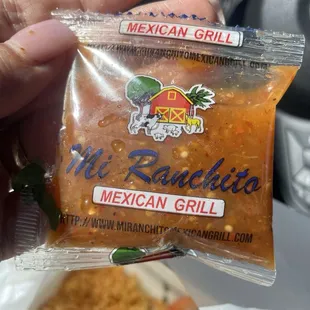 MEXICAN GRILL
Mi Ranchito
MEXICAN GRILL
HTTP://WWW.MIRANCHITOMEXICANGRILL.COM